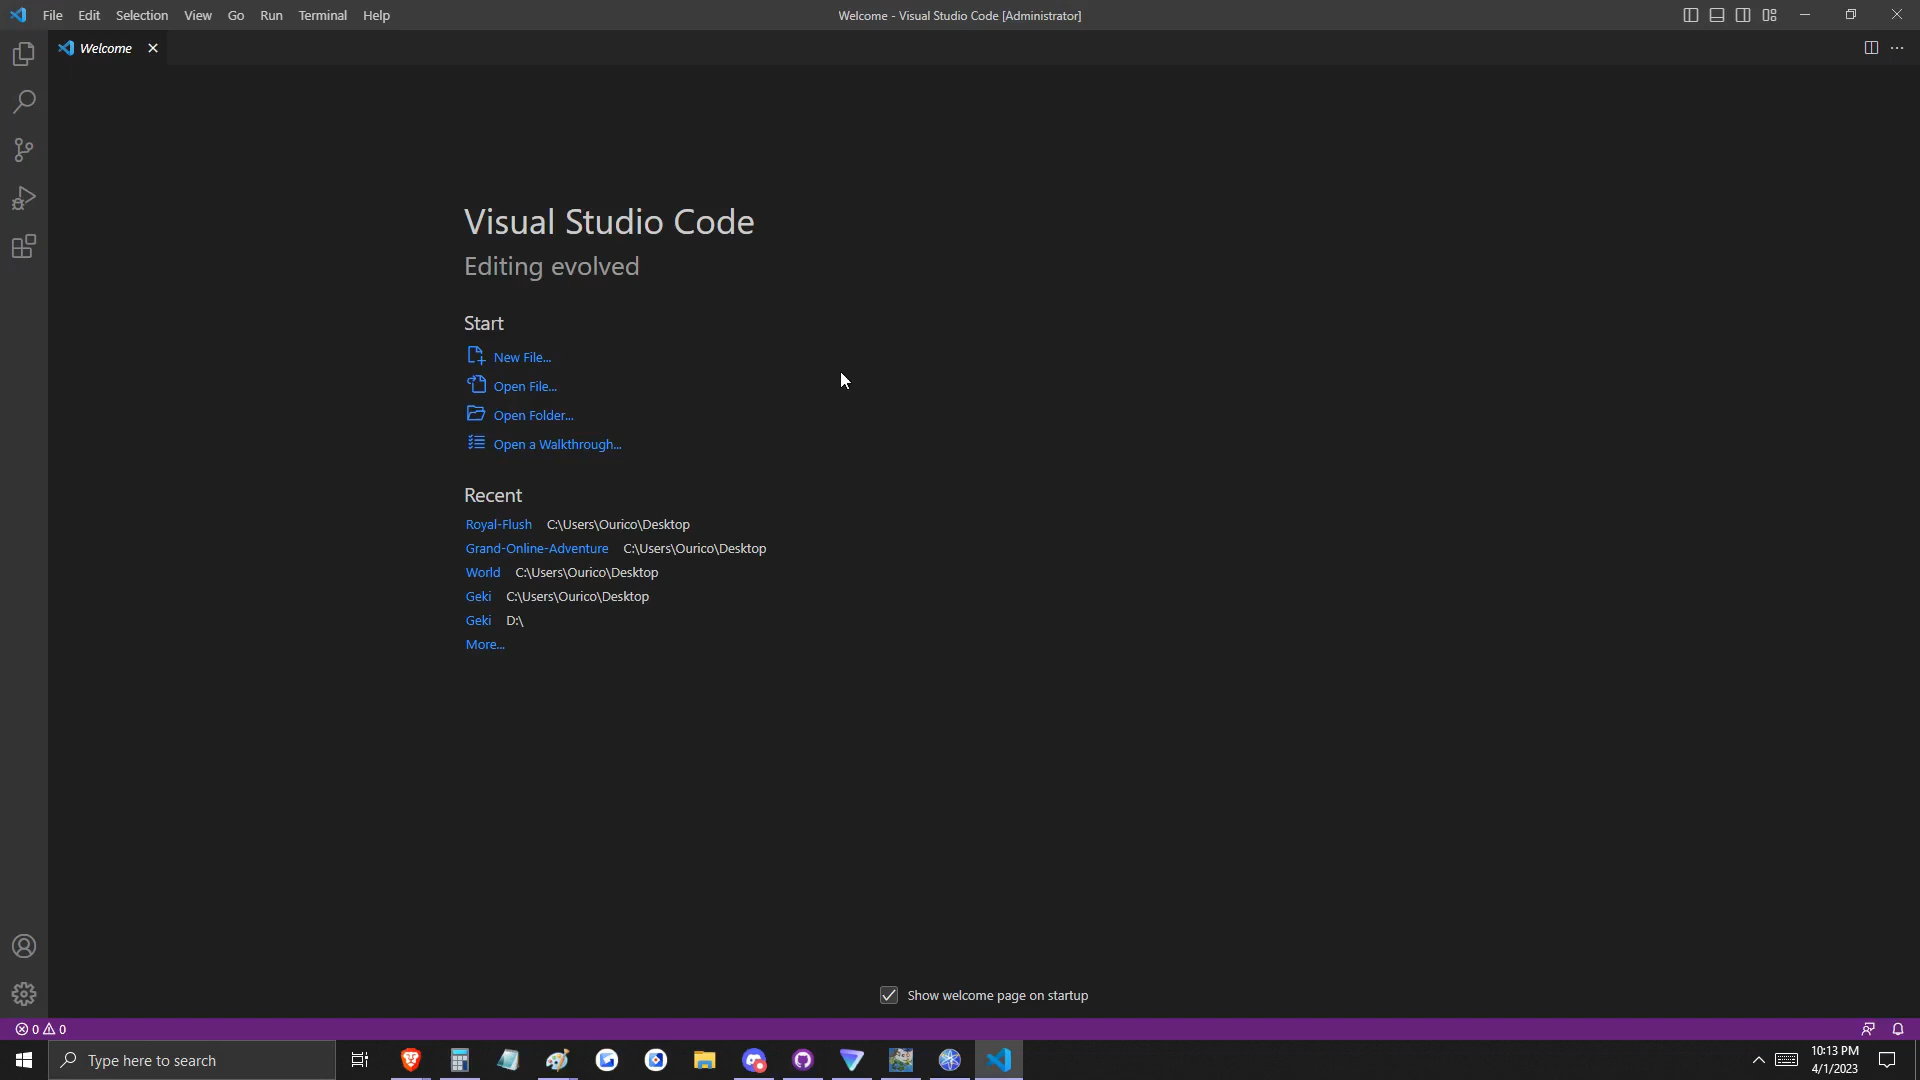 File Edit Selection View Go Run Terminal Help
Welcome - Visual Studio Code [Administrator]
Welcome
Visual Studio Code
Editing evolved
Start
New File...
Open File...
Open Folder...
Open a Walkthrough...
Recent
Royal-Flush C:\Users\Ourico\Desktop
Grand-Online-Adventure C:\Users\Ourico\Desktop
World C:\Users\Ourico\Desktop
Geki C:\Users\Ourico\Desktop
Geki D:\
More...
Show welcome page on startup
0 0
Type here to search
10:13 PM
4/1/2023